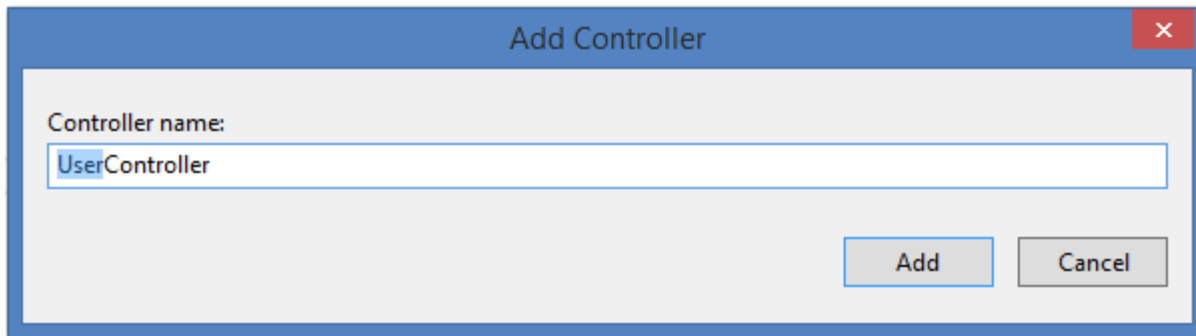 Add Controller
Controller name:
UserController
Add Cancel